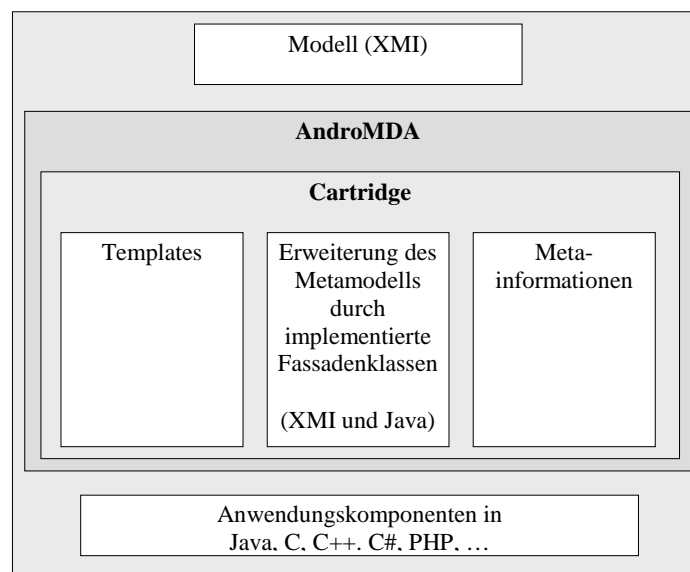 Modell (XMI)
AndroMDA
Cartridge
Templates
Erweiterung des
Metamodells
durch
implementierte
Fassadenklassen
(XMI und Java)
Meta-
informationen
Anwendungskomponenten in
Java, C, C++. C#, PHP, …